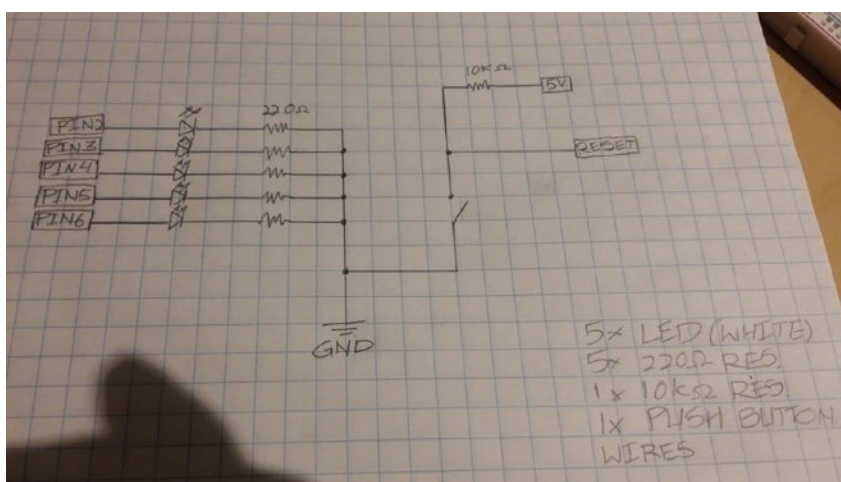 10KΩ
5V
220Ω
PIN2
PIN3
RESET
PIN4
PIN5
PIN6
GND
5x LED (WHITE)
5x 220Ω RES.
1x 10kΩ RES.
1x PUSH BUTTON
WIRES